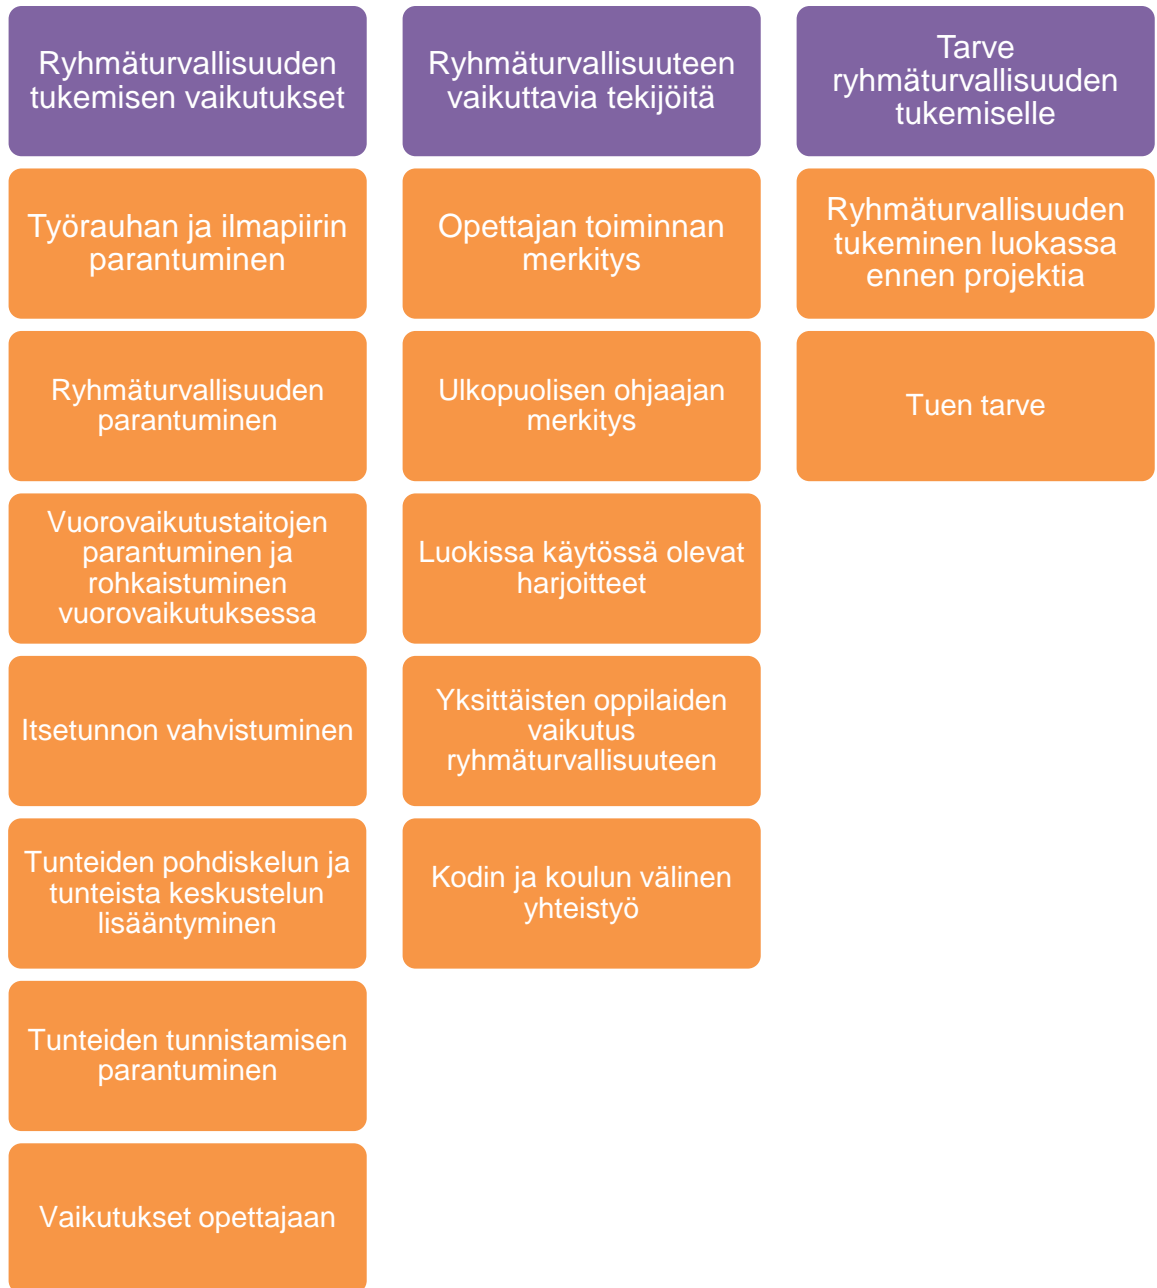 Ryhmäturvallisuuden
tukemisen vaikutukset
Työrauhan ja ilmapiirin
parantuminen
Ryhmäturvallisuuden
parantuminen
Vuorovaikutustaitojen
parantuminen ja
rohkaistuminen
vuorovaikutuksessa
Itsetunnon vahvistuminen
Tunteiden pohdiskelun ja
tunteista keskustelun
lisääntyminen
Tunteiden tunnistamisen
parantuminen
Vaikutukset opettajaan
Ryhmäturvallisuuteen
vaikuttavia tekijöitä
Opettajan toiminnan
merkitys
Ulkopuolisen ohjaajan
merkitys
Luokissa käytössä olevat
harjoitteet
Yksittäisten oppilaiden
vaikutus
ryhmäturvallisuuteen
Kodin ja koulun välinen
yhteistyö
Tarve
ryhmäturvallisuuden
tukemiselle
Ryhmäturvallisuuden
tukeminen luokassa
ennen projektia
Tuen tarve